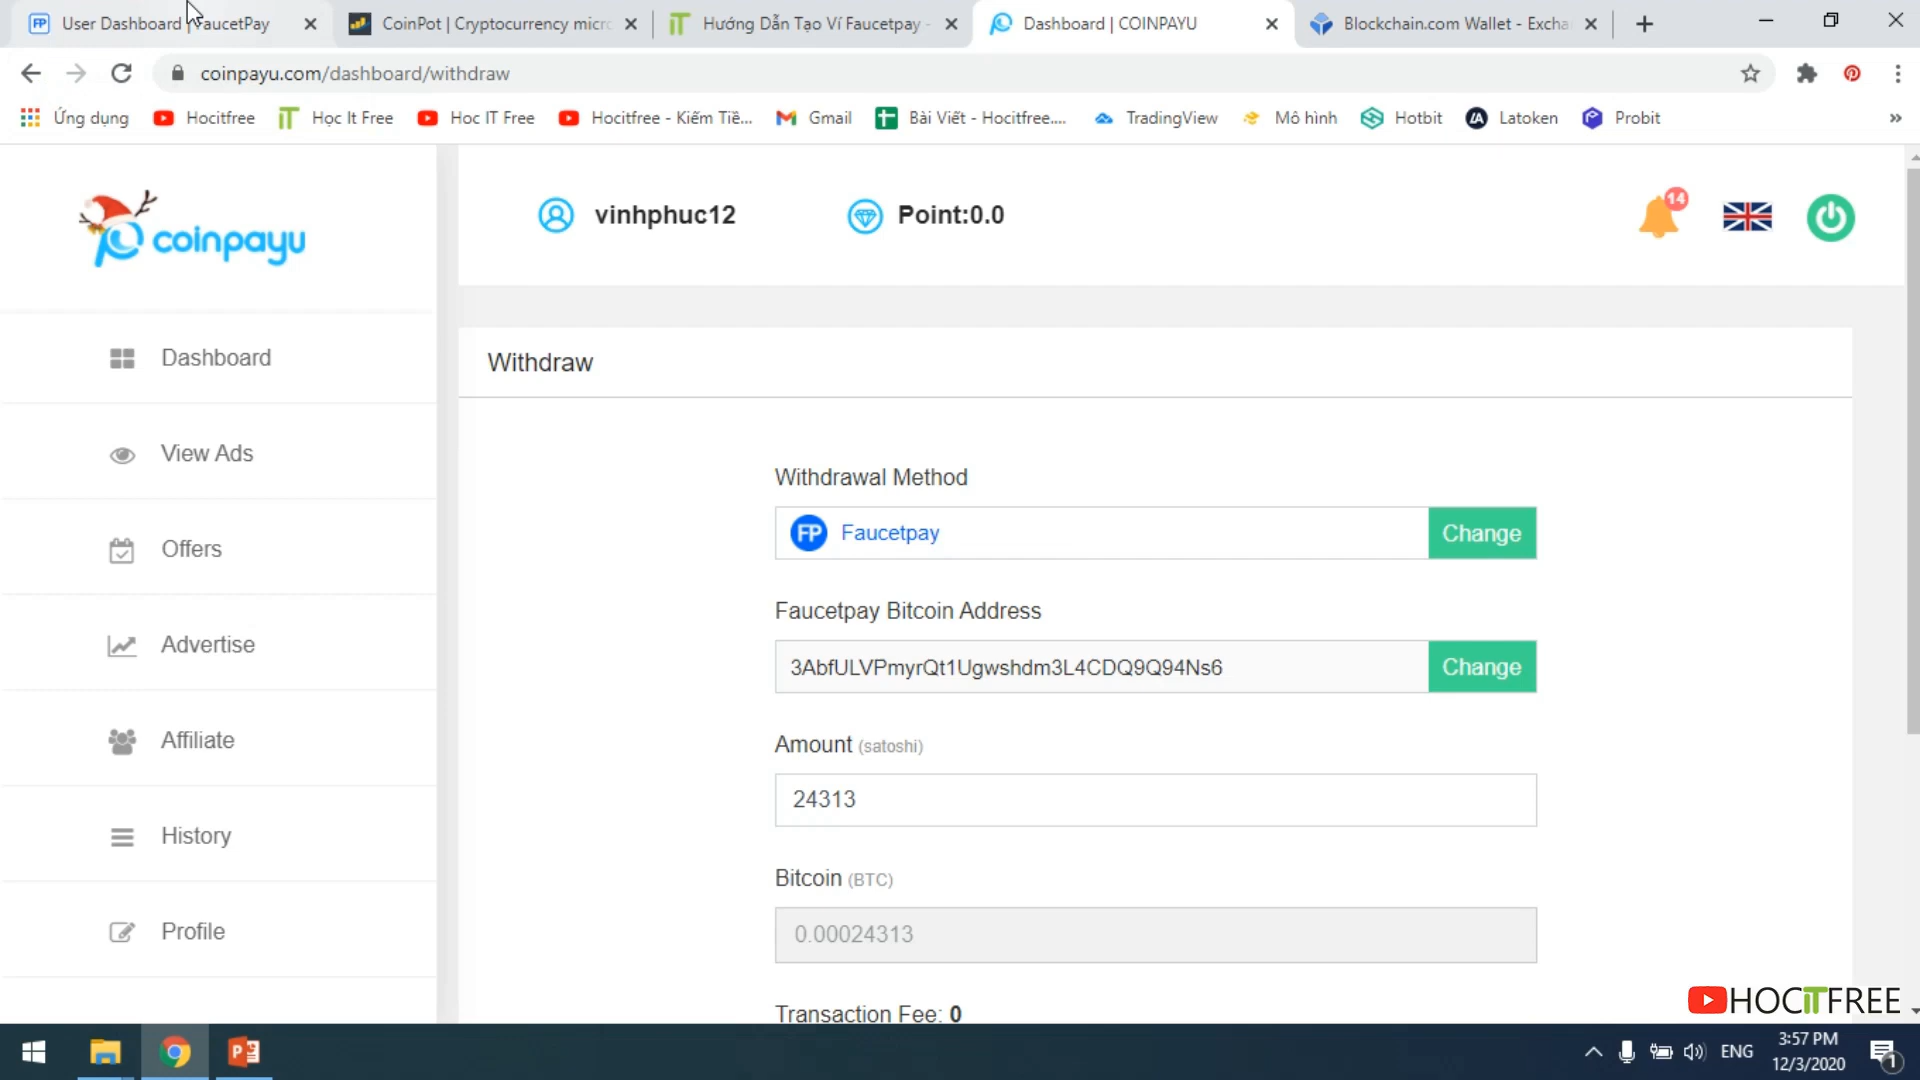 User Dashboard | FaucetPay
CoinPot | Cryptocurrency micro
Hướng Dẫn Tạo Ví Faucetpay -
Dashboard | COINPAYU
Blockchain.com Wallet - Excha
coinpayu.com/dashboard/withdraw
Ứng dụng
Hocitfree
Học It Free
Hoc IT Free
Hocitfree - Kiếm Tiề...
Gmail
Bài Viết - Hocitfree....
TradingView
Mô hình
Hotbit
Latoken
Probit
coinpayu
vinhphuc12
Point:0.0
14
Dashboard
View Ads
Offers
Advertise
Affiliate
History
Profile
Withdraw
Withdrawal Method
FP Faucetpay
Change
Faucetpay Bitcoin Address
3AbfULVPmyrQt1Ugwshdm3L4CDQ9Q94Ns6
Change
Amount (satoshi)
24313
Bitcoin (BTC)
0.00024313
Transaction Fee: 0
HOCITFREE
ENG
3:57 PM
12/3/2020
1